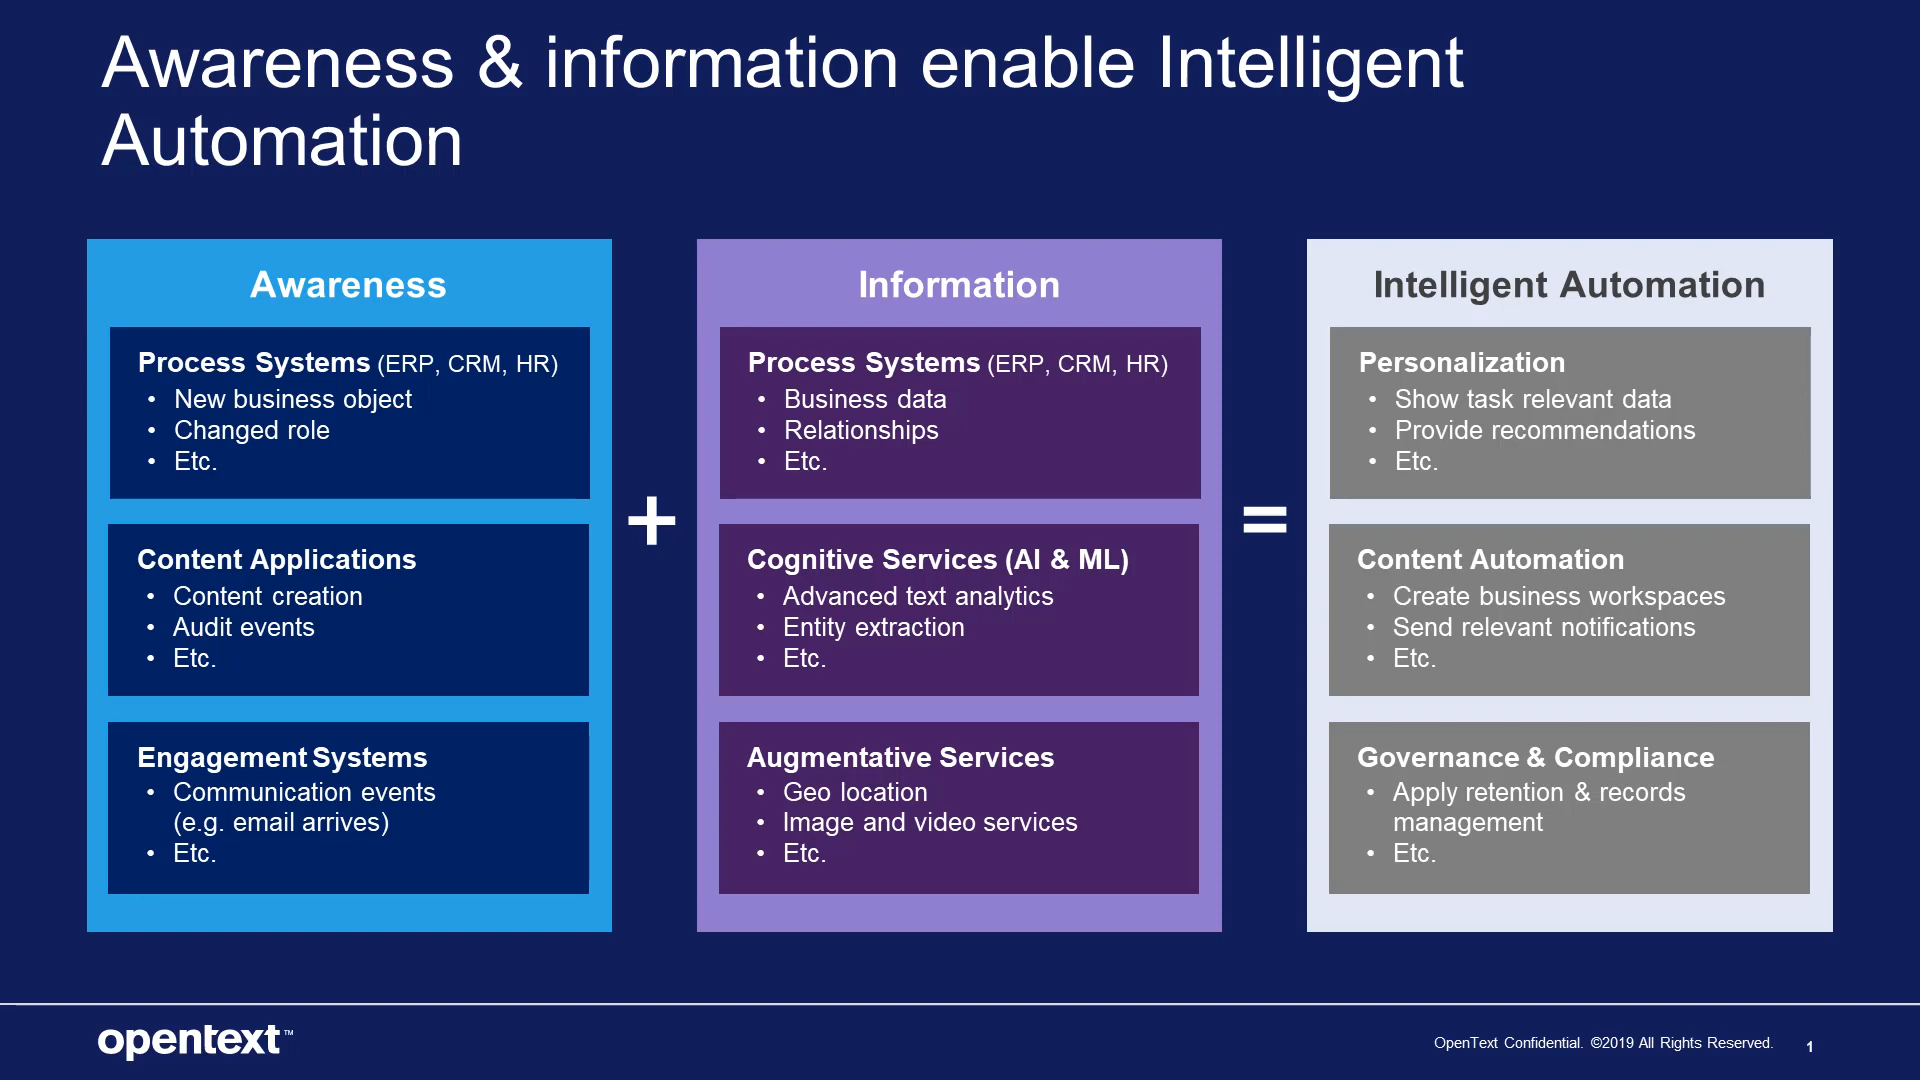 Awareness & information enable Intelligent
Automation
Awareness
Process Systems (ERP, CRM, HR)
• New business object
• Changed role
• Etc.
Content Applications
• Content creation
• Audit events
• Etc.
Engagement Systems
• Communication events
(e.g. email arrives)
• Etc.
+
Information
Process Systems (ERP, CRM, HR)
• Business data
• Relationships
• Etc.
Cognitive Services (AI & ML)
• Advanced text analytics
• Entity extraction
• Etc.
Augmentative Services
• Geo location
• Image and video services
• Etc.
=
Intelligent Automation
Personalization
• Show task relevant data
• Provide recommendations
• Etc.
Content Automation
• Create business workspaces
• Send relevant notifications
• Etc.
Governance & Compliance
• Apply retention & records
management
• Etc.
opentext™
OpenText Confidential. ©2019 All Rights Reserved. 1